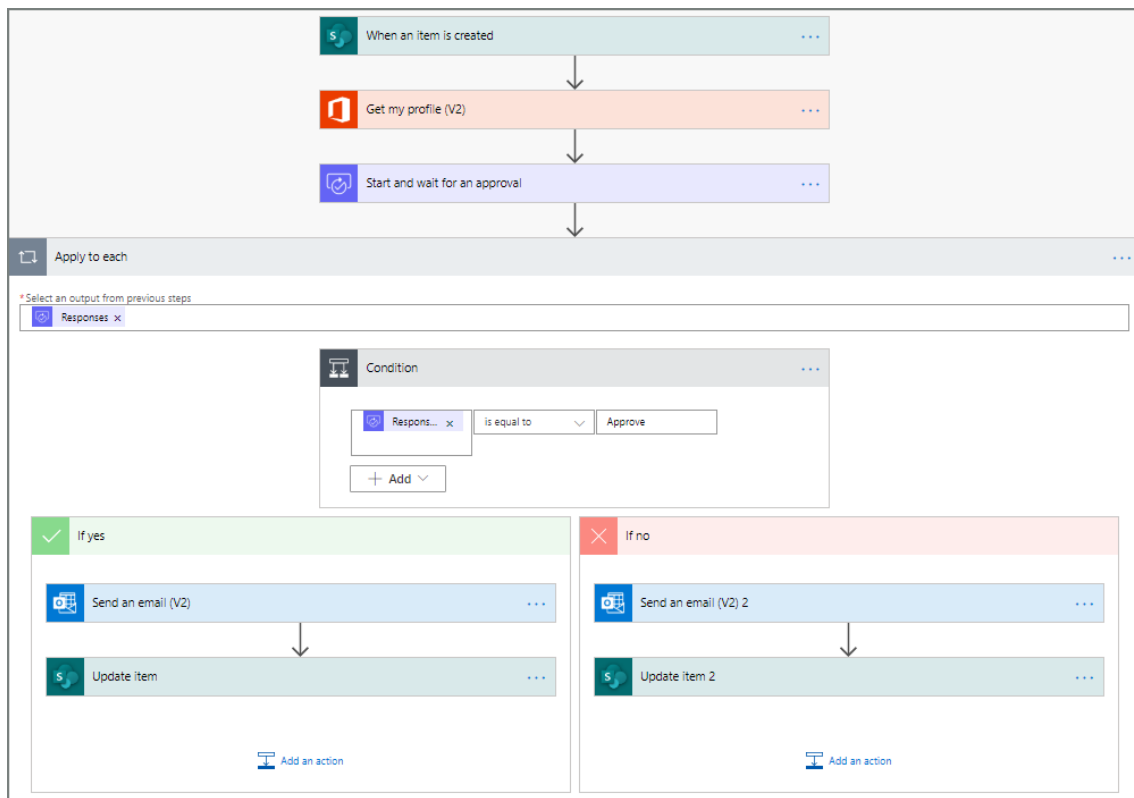 When an item is created
Get my profile (V2)
Start and wait for an approval
Apply to each
*Select an output from previous steps
Responses x
Condition
Respons... x is equal to Approve
+ Add
If yes
Send an email (V2)
Update item
Add an action
If no
Send an email (V2) 2
Update item 2
Add an action